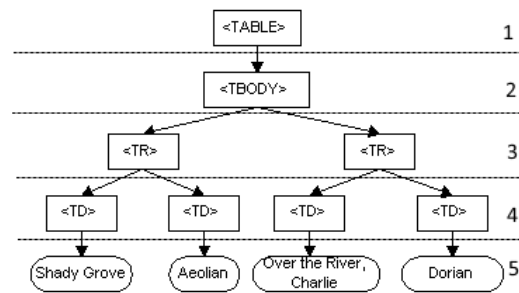 <TABLE> 1
<TBODY> 2
<TR> <TR> 3
<TD> <TD> <TD> <TD> 4
Shady Grove Aeolian Over the River, Dorian 5
Charlie